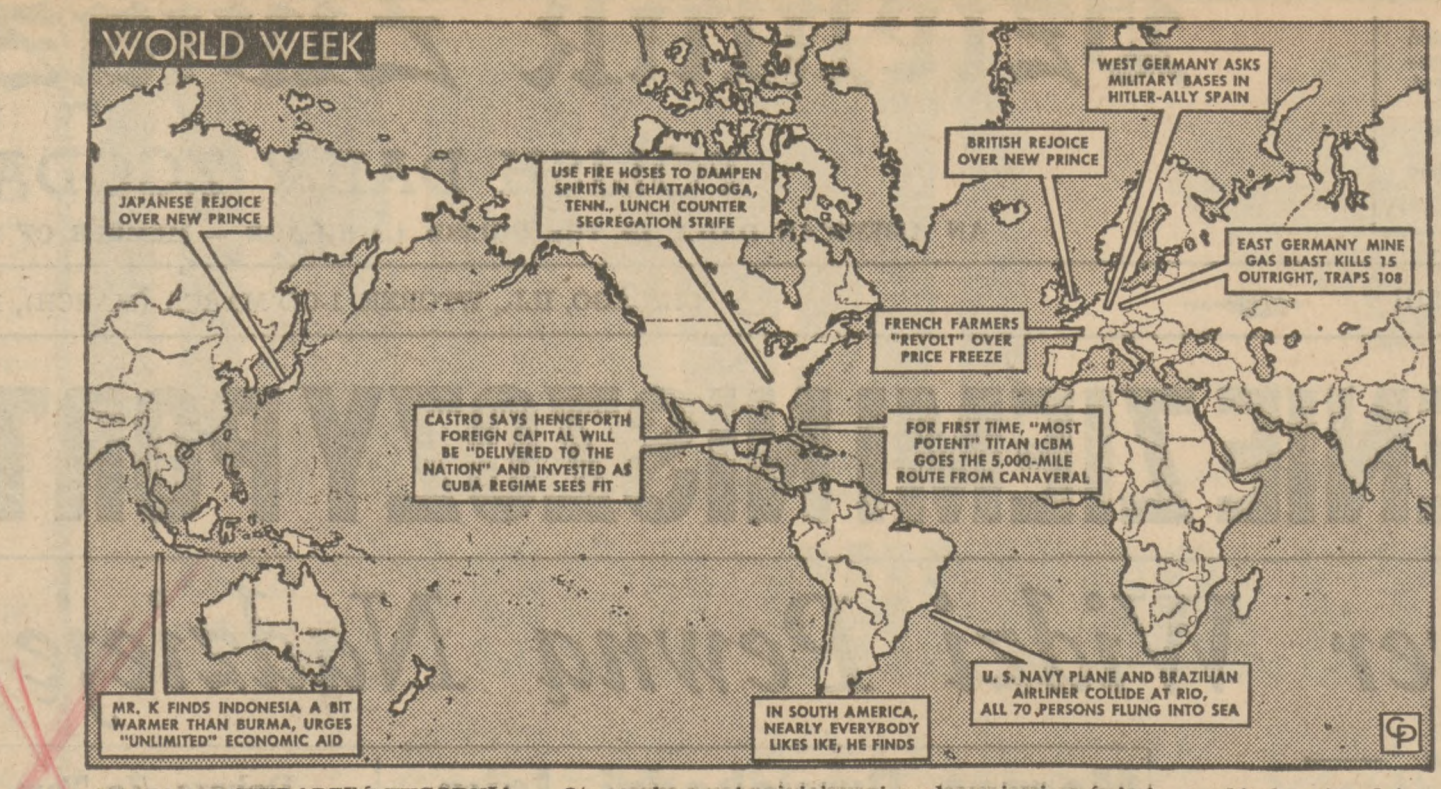 WORLD WEEK
WEST GERMANY ASKS
MILITARY BASES IN
HITLER-ALLY SPAIN
BRITISH REJOICE
OVER NEW PRINCE
USE FIRE HOSES TO DAMPEN
SPIRITS IN CHATTANOOGA,
TENN., LUNCH COUNTER
SEGREGATION STRIFE
JAPANESE REJOICE
OVER NEW PRINCE
EAST GERMANY MINE
GAS BLAST KILLS 15
OUTRIGHT, TRAPS 108
FRENCH FARMERS
"REVOLT" OVER
PRICE FREEZE
CASTRO SAYS HENCEFORTH
FOREIGN CAPITAL WILL
BE "DELIVERED TO THE
NATION" AND INVESTED AS
CUBA REGIME SEES FIT
FOR FIRST TIME, "MOST
POTENT" TITAN ICBM
GOES THE 5,000-MILE
ROUTE FROM CANAVERAL
MR. K FINDS INDONESIA A BIT
WARMER THAN BURMA, URGES
"UNLIMITED" ECONOMIC AID
IN SOUTH AMERICA,
NEARLY EVERYBODY
LIKES IKE, HE FINDS
U. S. NAVY PLANE AND BRAZILIAN
AIRLINER COLLIDE AT RIO,
ALL 70 PERSONS FLUNG INTO SEA
CP